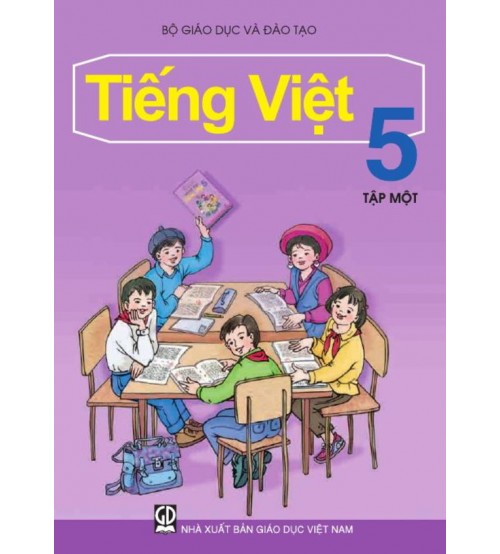 BỘ GIÁO DỤC VÀ ĐÀO TẠO
Tiếng Việt
5
TẬP MỘT
GD
NHÀ XUẤT BẢN GIÁO DỤC VIỆT NAM